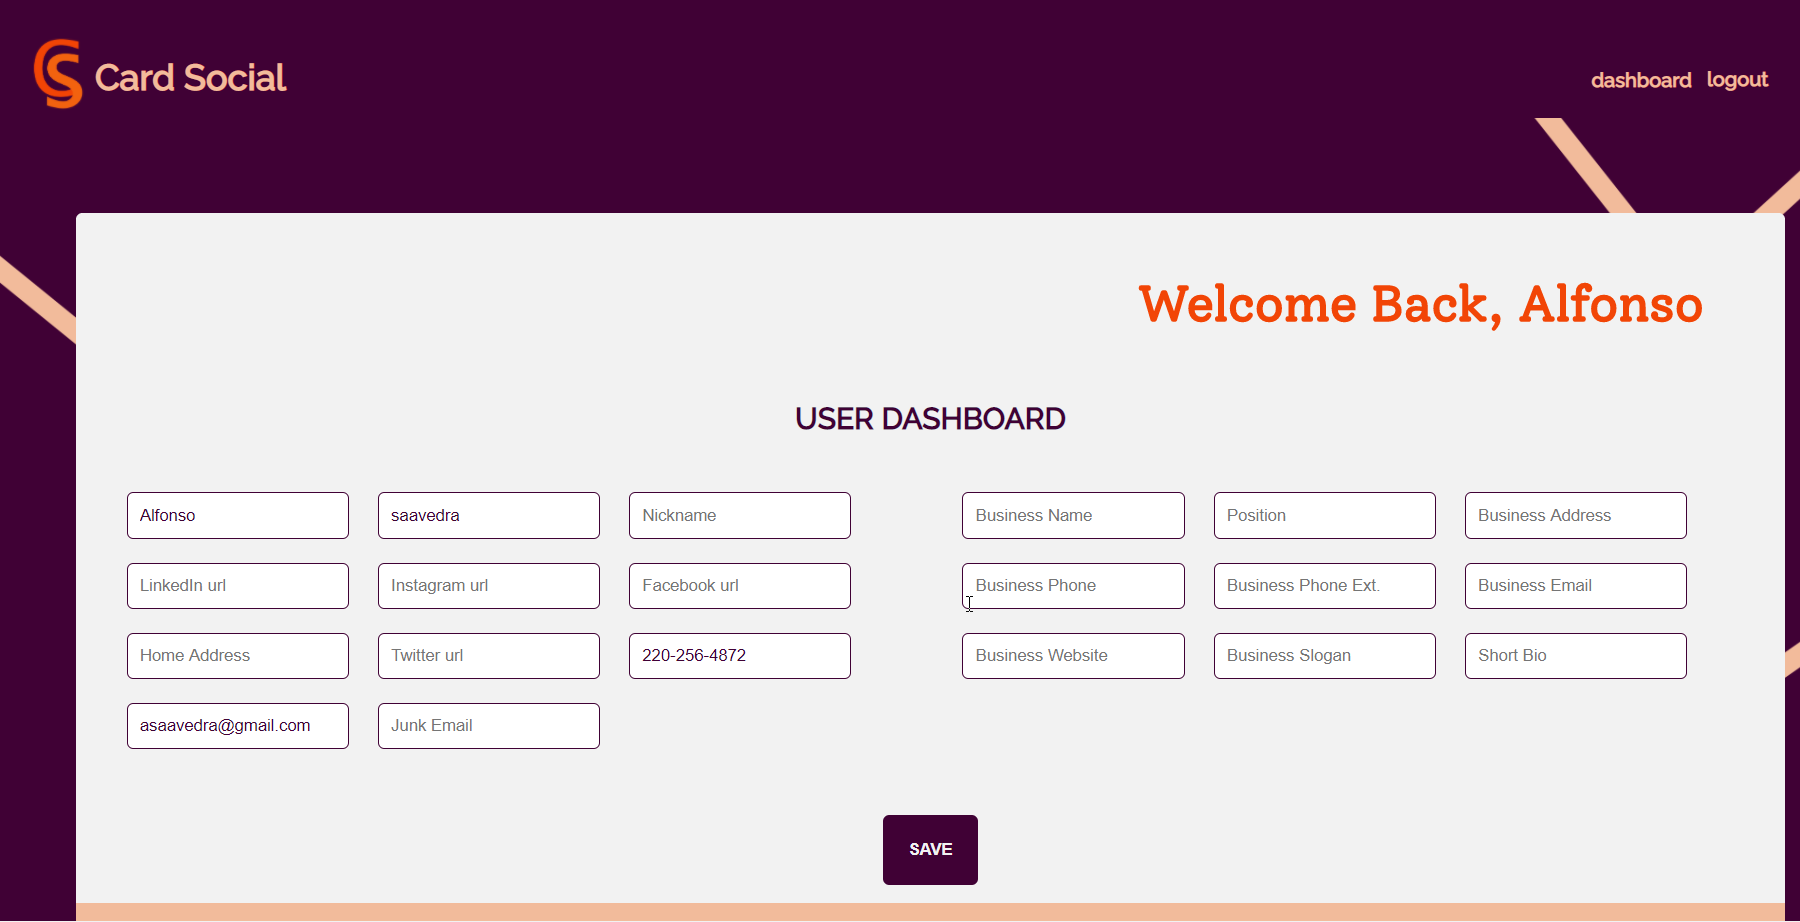 CS Card Social
dashboard logout
Welcome Back, Alfonso
USER DASHBOARD
Alfonso saavedra Nickname Business Name Position Business Address
LinkedIn url Instagram url Facebook url Business Phone Business Phone Ext. Business Email
Home Address Twitter url 220-256-4872 Business Website Business Slogan Short Bio
asaavedra@gmail.com Junk Email
SAVE